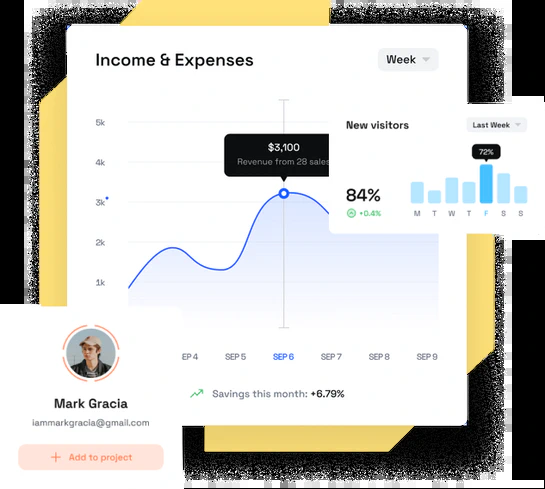 Income & Expenses
Week
5k
4k
3k
2k
1k
$3,100
Revenue from 28 sales
EP 4
SEP 5
SEP 6
SEP 7
SEP 8
SEP 9
Savings this month: +6.79%
New visitors
Last Week
72%
84%
+0.4%
M T W T F S S
Mark Gracia
iammarkgracia@gmail.com
Add to project